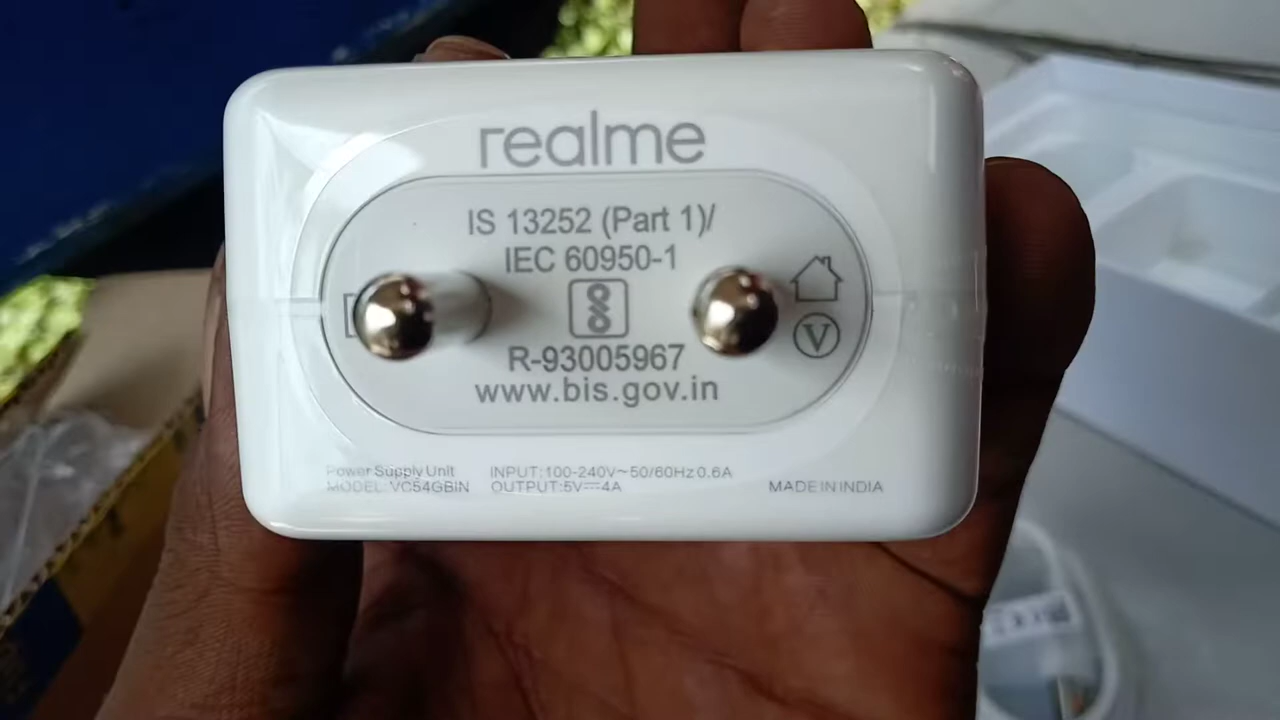 realme
IS 13252 (Part 1)/
IEC 60950-1
R-93005967
www.bis.gov.in
V
Power Supply Unit
MODEL: VC54GBIN
INPUT:100-240V~50/60Hz 0.6A
OUTPUT:5V⎓4A
MADE IN INDIA